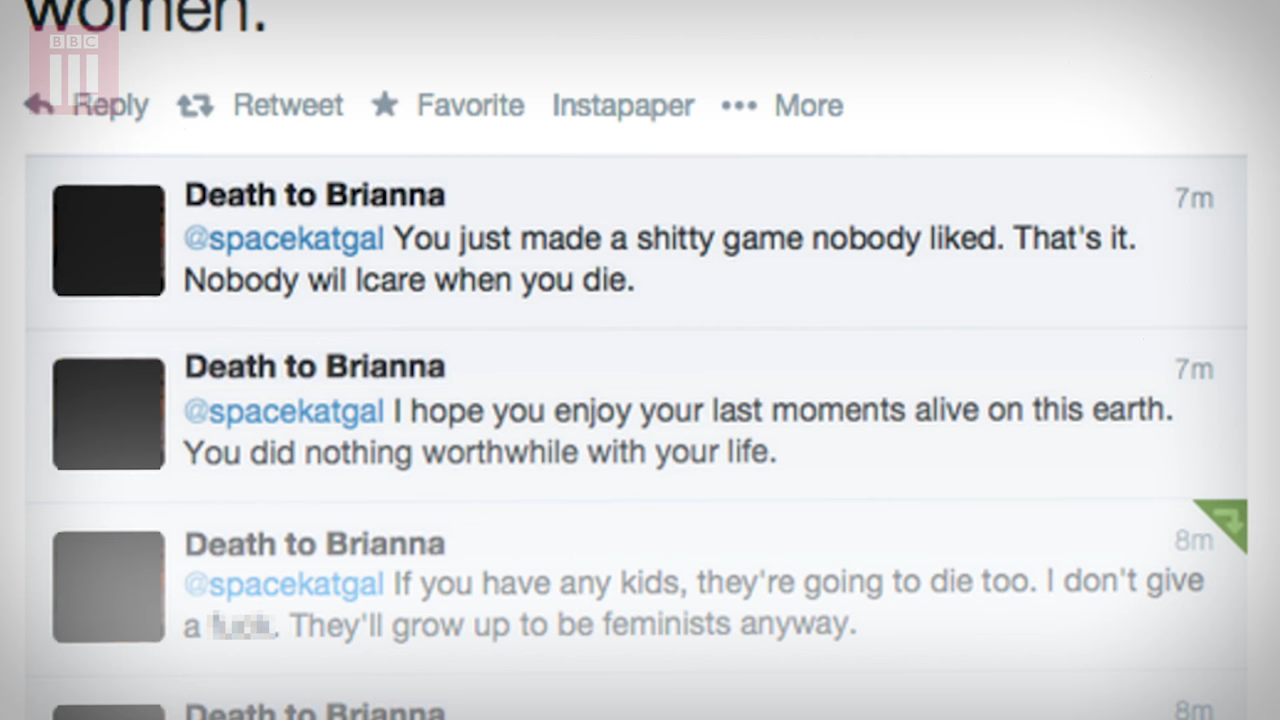 women.
BBC
Reply Retweet Favorite Instapaper ••• More
Death to Brianna 7m
@spacekatgal You just made a shitty game nobody liked. That's it.
Nobody wil lcare when you die.
Death to Brianna 7m
@spacekatgal I hope you enjoy your last moments alive on this earth.
You did nothing worthwhile with your life.
Death to Brianna 8m
@spacekatgal If you have any kids, they're going to die too. I don't give
a . They'll grow up to be feminists anyway.
Death to Brianna 8m